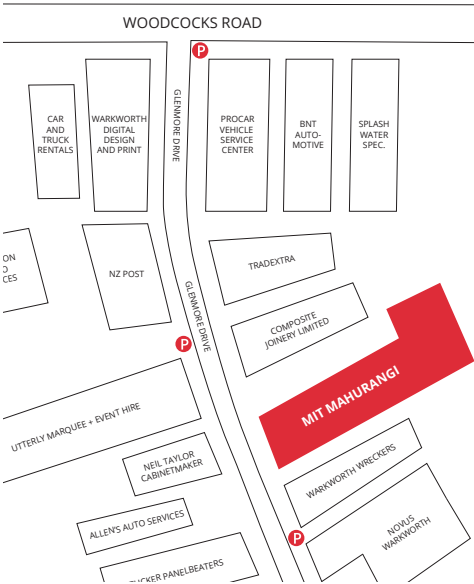 WOODCOCKS ROAD
P
GLENMORE DRIVE
CAR
AND
TRUCK
RENTALS
WARKWORTH
DIGITAL
DESIGN
AND PRINT
PROCAR
VEHICLE
SERVICE
CENTER
BNT
AUTO-
MOTIVE
SPLASH
WATER
SPEC.
ON
O
CES
NZ POST
TRADEXTRA
GLENMORE DRIVE
COMPOSITE
JOINERY LIMITED
P
MIT MAHURANGI
UTTERLY MARQUEE + EVENT HIRE
NEIL TAYLOR
CABINETMAKER
WARKWORTH WRECKERS
ALLEN'S AUTO SERVICES
NOVUS
WARKWORTH
P
UCKER PANELBEATERS